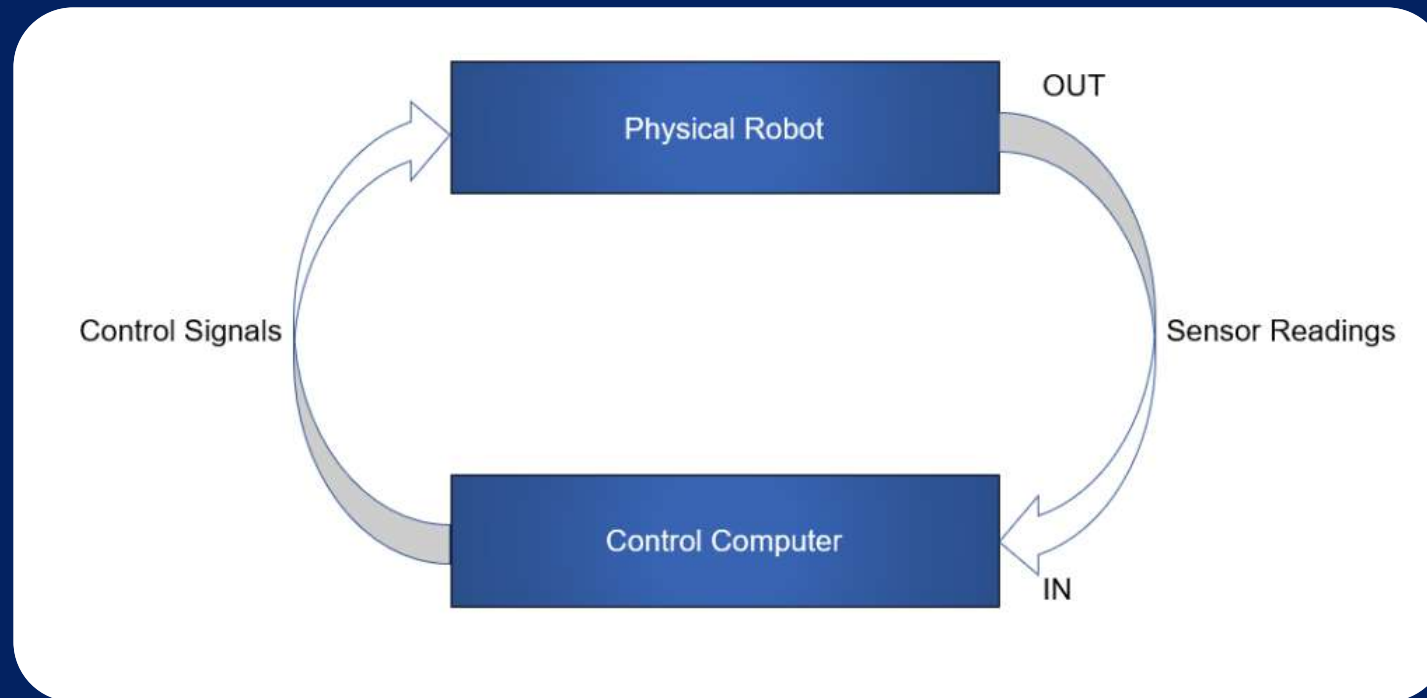 OUT
Physical Robot
Control Signals
Sensor Readings
Control Computer
IN